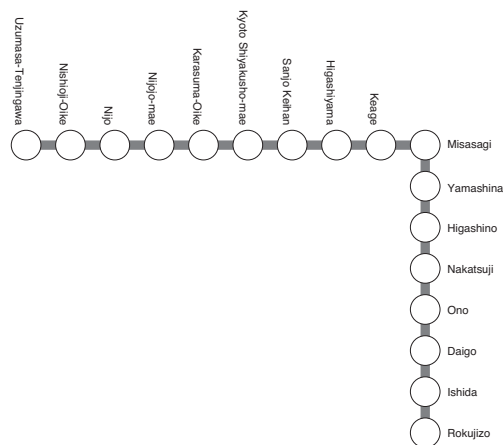 Uzumasa-Tenjingawa
Nishioji-Oike
Nijo
Nijojo-mae
Karasuma-Oike
Kyoto Shiyakusho-mae
Sanjo Keihan
Higashiyama
Keage
Misasagi
Yamashina
Higashino
Nakatsuji
Ono
Daigo
Ishida
Rokujizo